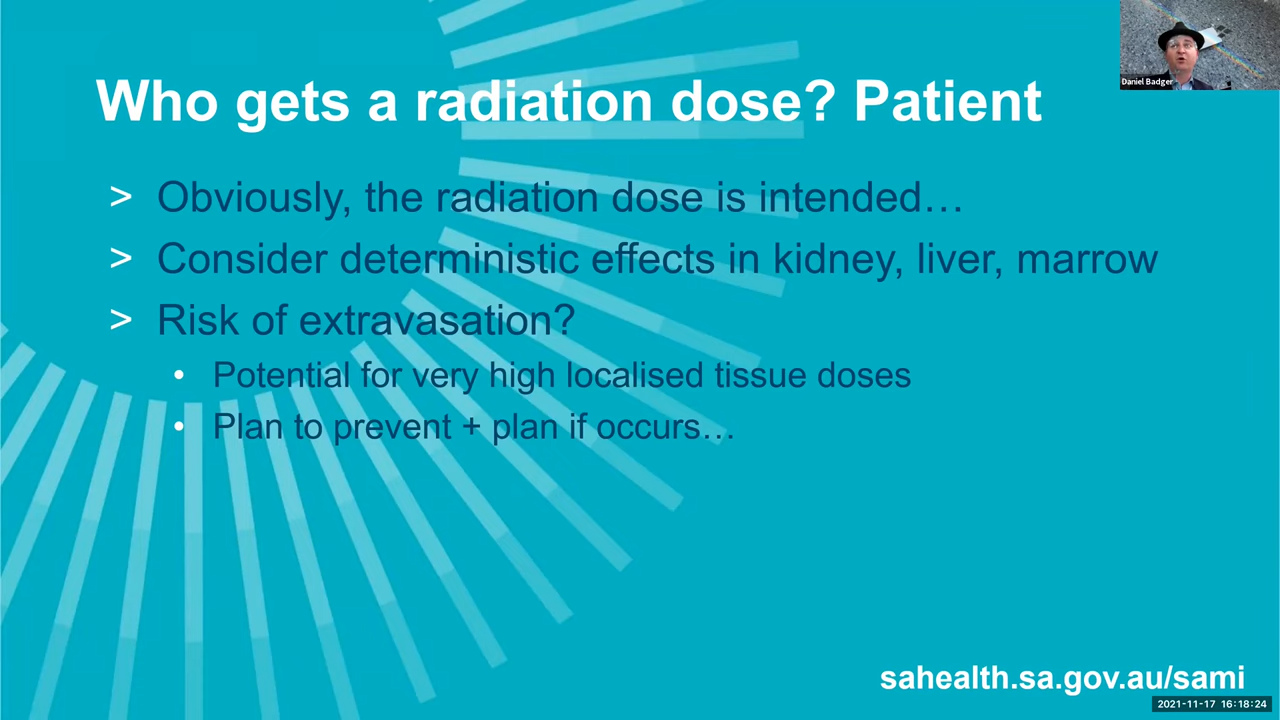 Who gets a radiation dose? Patient
Daniel Badger
> Obviously, the radiation dose is intended…
> Consider deterministic effects in kidney, liver, marrow
> Risk of extravasation?
• Potential for very high localised tissue doses
• Plan to prevent + plan if occurs…
sahealth.sa.gov.au/sami
2021-11-17 16:18:24